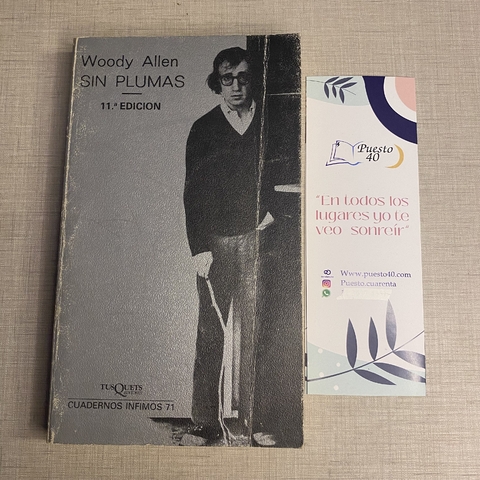 Woody Allen
SIN PLUMAS
11.ª EDICION
TUSQUETS
CUADERNOS INFIMOS 71
Puesto
40
"En todos los
lugares yo te
veo sonreír"
Www.puesto40.com
Puesto.cuarenta